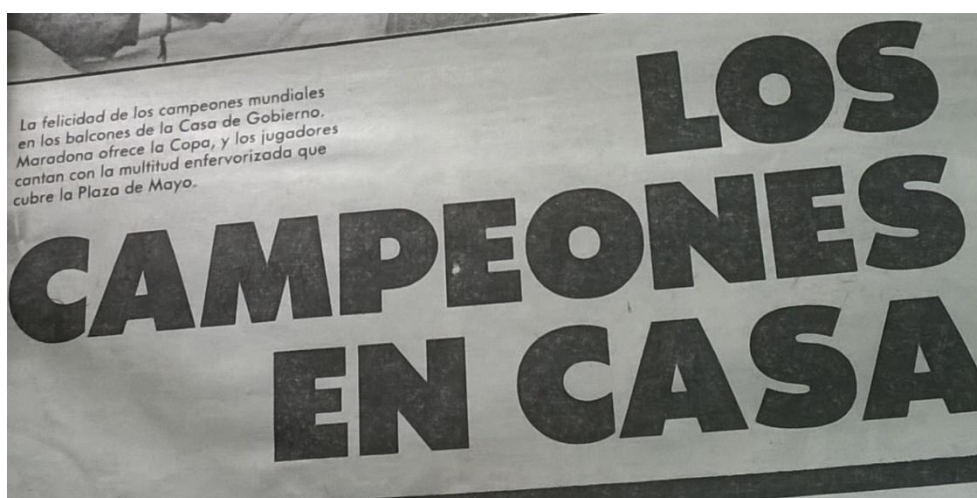 La felicidad de los campeones mundiales
en los balcones de la Casa de Gobierno.
Maradona ofrece la Copa, y los jugadores
cantan con la multitud enfervorizada que
cubre la Plaza de Mayo.
LOS
CAMPEONES
EN CASA